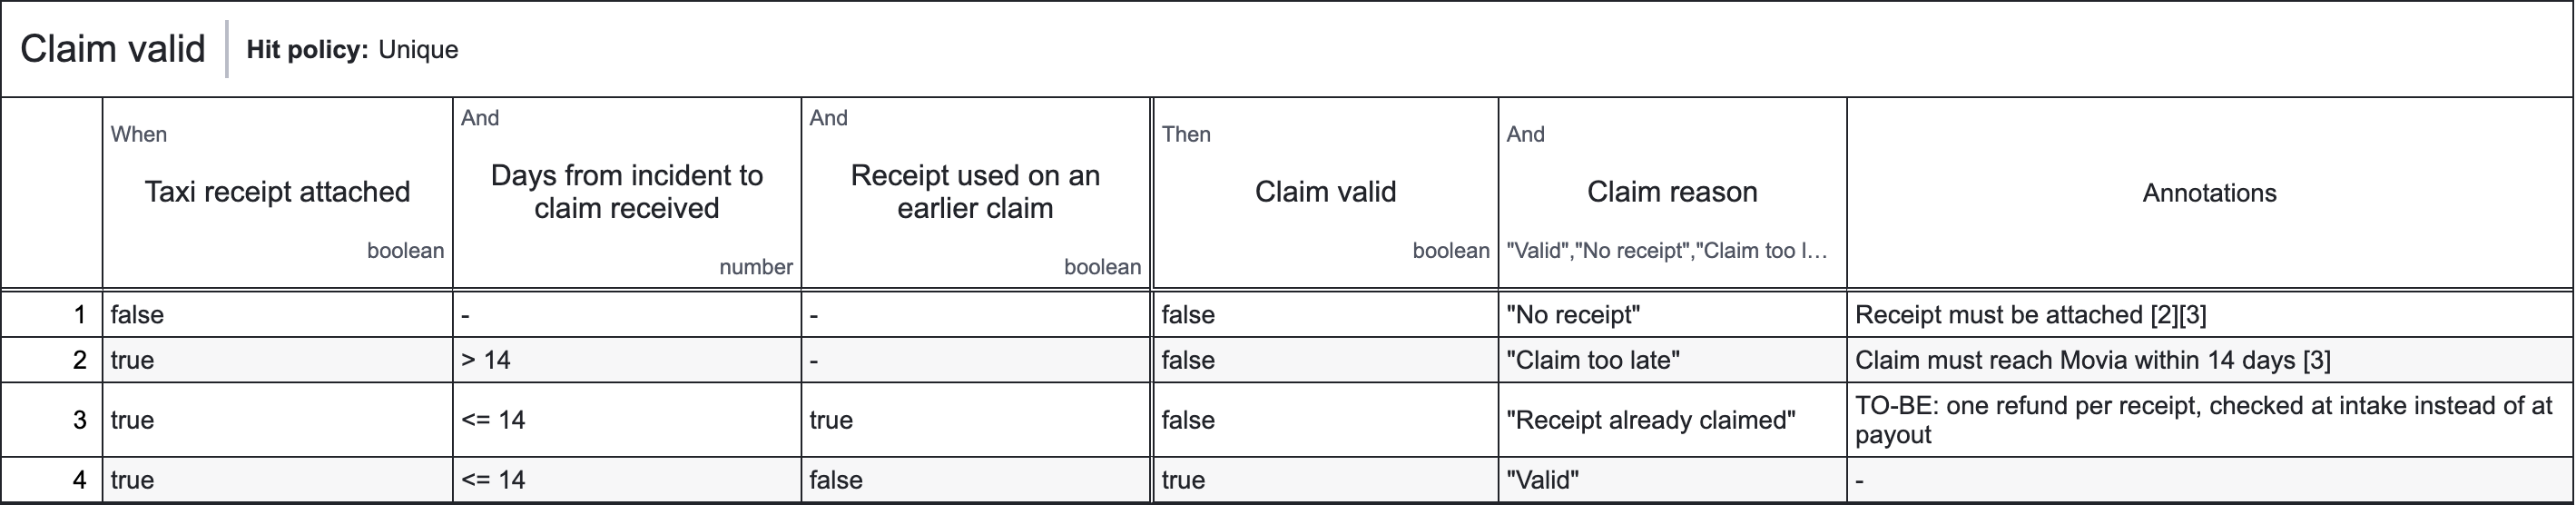 Claim valid Hit policy: Unique
When And And Then And
Taxi receipt attached Days from incident to claim received Receipt used on an earlier claim Claim valid Claim reason Annotations
boolean number boolean boolean "Valid","No receipt","Claim too l…
1 false - - false "No receipt" Receipt must be attached [2][3]
2 true > 14 - false "Claim too late" Claim must reach Movia within 14 days [3]
3 true <= 14 true false "Receipt already claimed" TO-BE: one refund per receipt, checked at intake instead of at
payout
4 true <= 14 false true "Valid" -